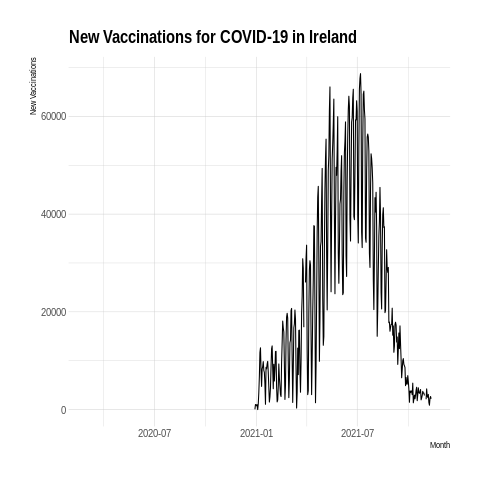 New Vaccinations for COVID-19 in Ireland
New Vaccinations
60000
40000
20000
0
2020-07
2021-01
2021-07
Month